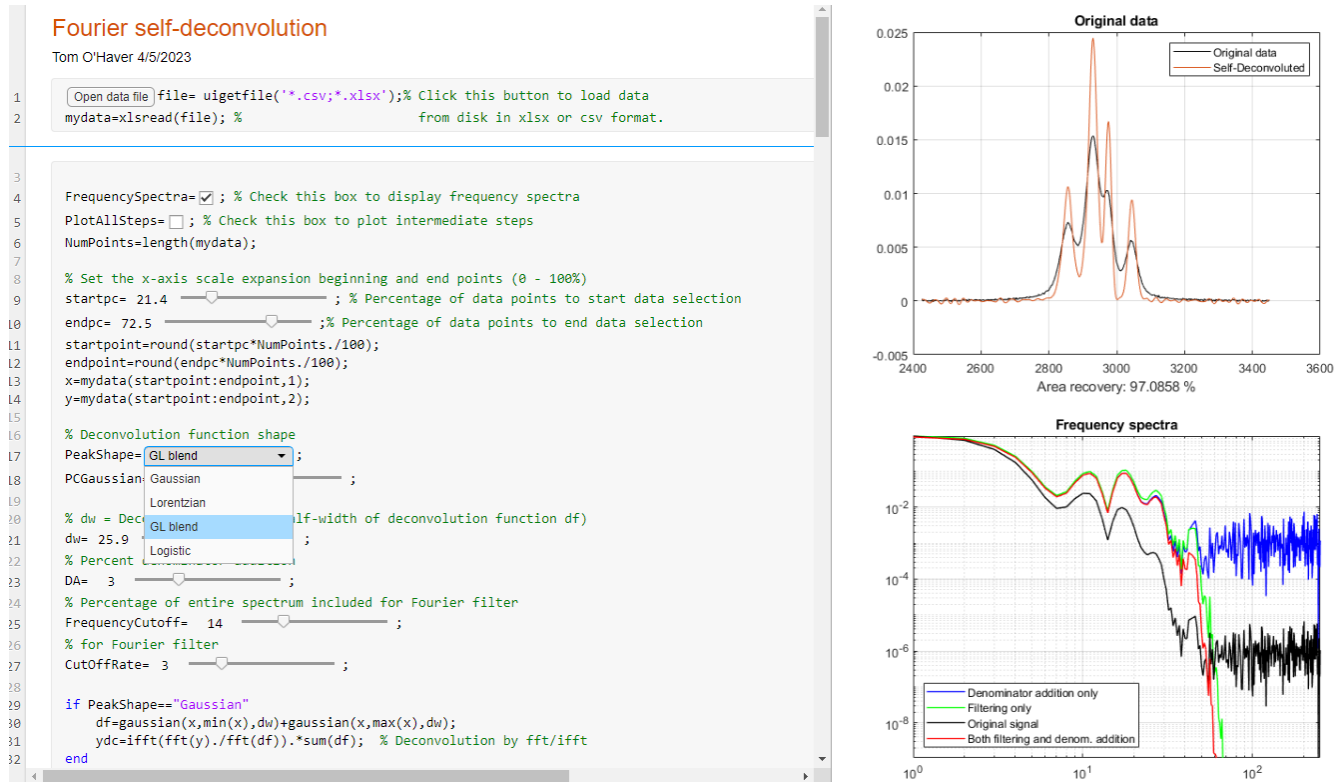 Fourier self-deconvolution
Tom O'Haver 4/5/2023
1 Open data file file= uigetfile('*.csv;*.xlsx');% Click this button to load data
2 mydata=xlsread(file); % from disk in xlsx or csv format.
3
4 FrequencySpectra= ; % Check this box to display frequency spectra
5 PlotAllSteps= ; % Check this box to plot intermediate steps
6 NumPoints=length(mydata);
7
8 % Set the x-axis scale expansion beginning and end points (0 - 100%)
9 startpc= 21.4 ; % Percentage of data points to start data selection
10 endpc= 72.5 ;% Percentage of data points to end data selection
11 startpoint=round(startpc*NumPoints./100);
12 endpoint=round(endpc*NumPoints./100);
13 x=mydata(startpoint:endpoint,1);
14 y=mydata(startpoint:endpoint,2);
15
16 % Deconvolution function shape
17 PeakShape= GL blend ;
Gaussian
18 PCGaussian= ;
Lorentzian
19
20 % dw = Deco GL blend alf-width of deconvolution function df)
21 dw= 25.9 ;
Logistic
22 % Percent
23 DA= 3 ;
24 % Percentage of entire spectrum included for Fourier filter
25 FrequencyCutoff= 14 ;
26 % for Fourier filter
27 CutOffRate= 3 ;
28
29 if PeakShape=="Gaussian"
30 df=gaussian(x,min(x),dw)+gaussian(x,max(x),dw);
31 ydc=ifft(fft(y)./fft(df)).*sum(df); % Deconvolution by fft/ifft
32 end
Original data
0.025
0.02
0.015
0.01
0.005
0
-0.005
Original data
Self-Deconvoluted
2400 2600 2800 3000 3200 3400 3600
Area recovery: 97.0858 %
Frequency spectra
10^-2
10^-4
10^-6
10^-8
Denominator addition only
Filtering only
Original signal
Both filtering and denom. addition
10^0 10^1 10^2